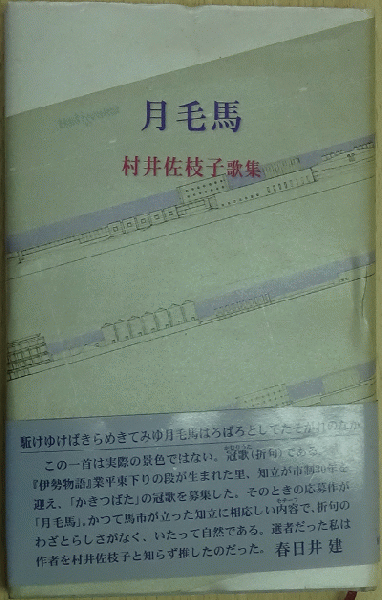 月毛馬
村井佐枝子歌集
駈けゆけばきらめきてみゆ月毛馬はろばろとしてたそがれのなか
この一首は実際の景色ではない。冠歌(折句)である。
『伊勢物語』業平東下りの段が生まれた里、知立が市制30年を
迎え、「かきつばた」の冠歌を募集した。そのときの応募作が
「月毛馬」。かつて馬市が立った知立に相応しい内容で、折句の
わざとらしさがなく、いたって自然である。選者だった私は
作者を村井佐枝子と知らず推したのだった。春日井 建